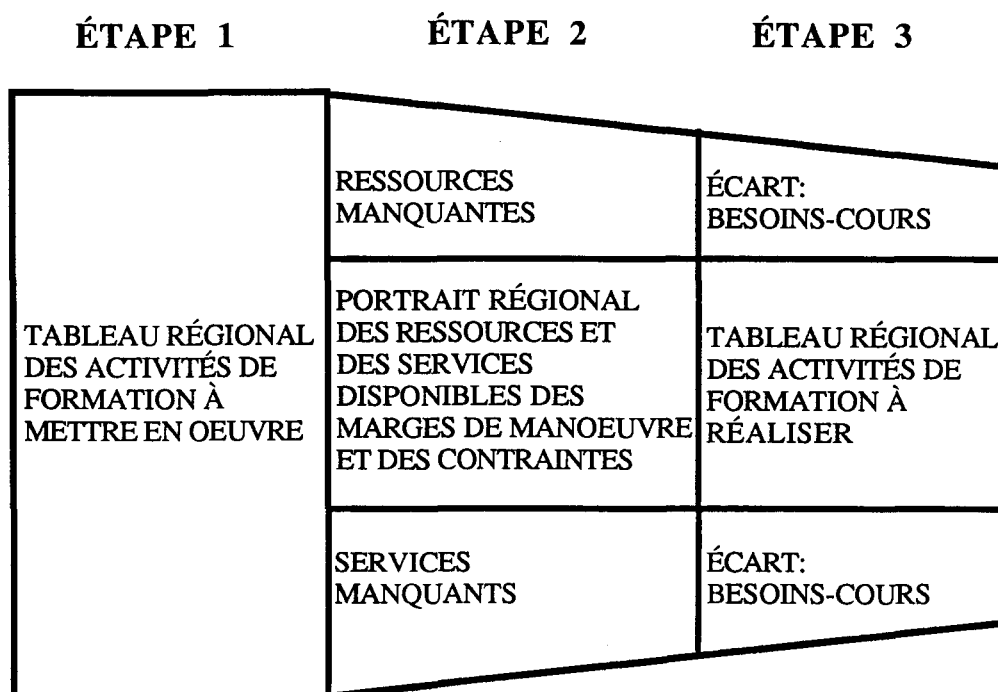 ÉTAPE 1
ÉTAPE 2
ÉTAPE 3
TABLEAU RÉGIONAL
DES ACTIVITÉS DE
FORMATION À
METTRE EN OEUVRE
RESSOURCES
MANQUANTES
PORTRAIT RÉGIONAL
DES RESSOURCES ET
DES SERVICES
DISPONIBLES DES
MARGES DE MANOEUVRE
ET DES CONTRAINTES
SERVICES
MANQUANTS
ÉCART:
BESOINS-COURS
TABLEAU RÉGIONAL
DES ACTIVITÉS DE
FORMATION À
RÉALISER
ÉCART:
BESOINS-COURS